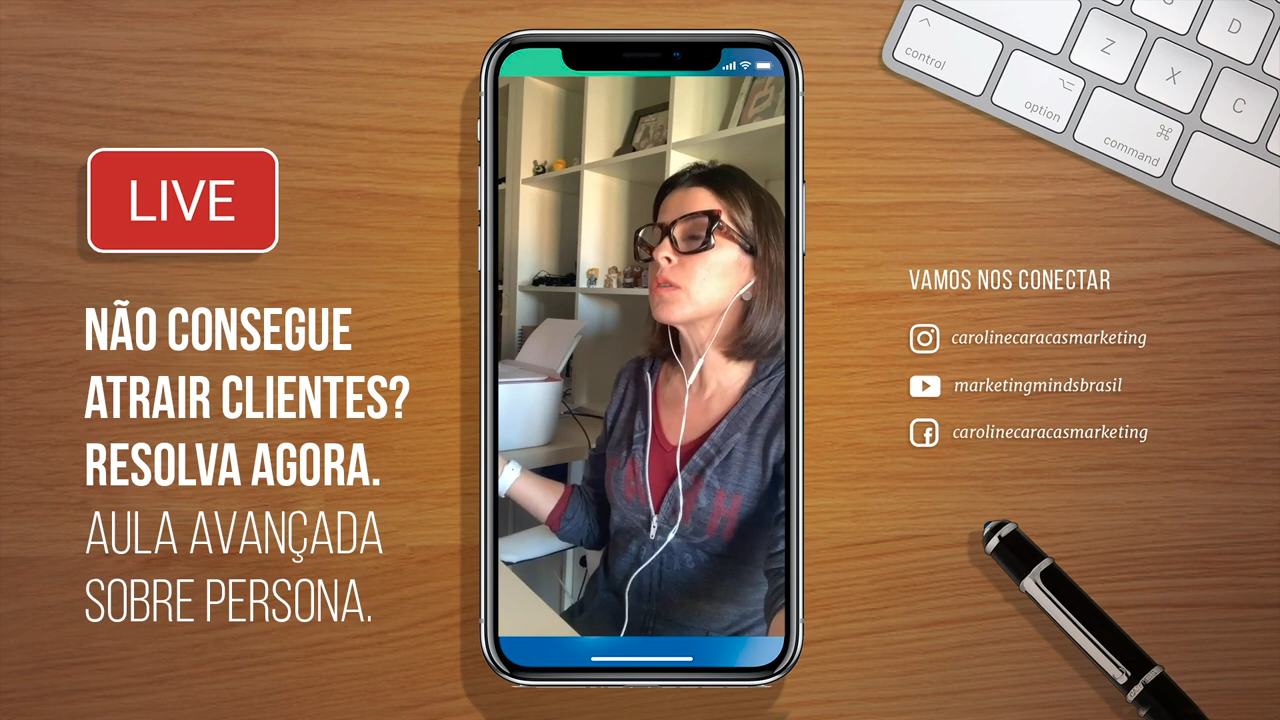 LIVE
NÃO CONSEGUE
ATRAIR CLIENTES?
RESOLVA AGORA.
AULA AVANÇADA
SOBRE PERSONA.
VAMOS NOS CONECTAR
carolinecaracasmarketing
marketingmindsbrasil
carolinecaracasmarketing
control
option
command
Z
X
C
S
D